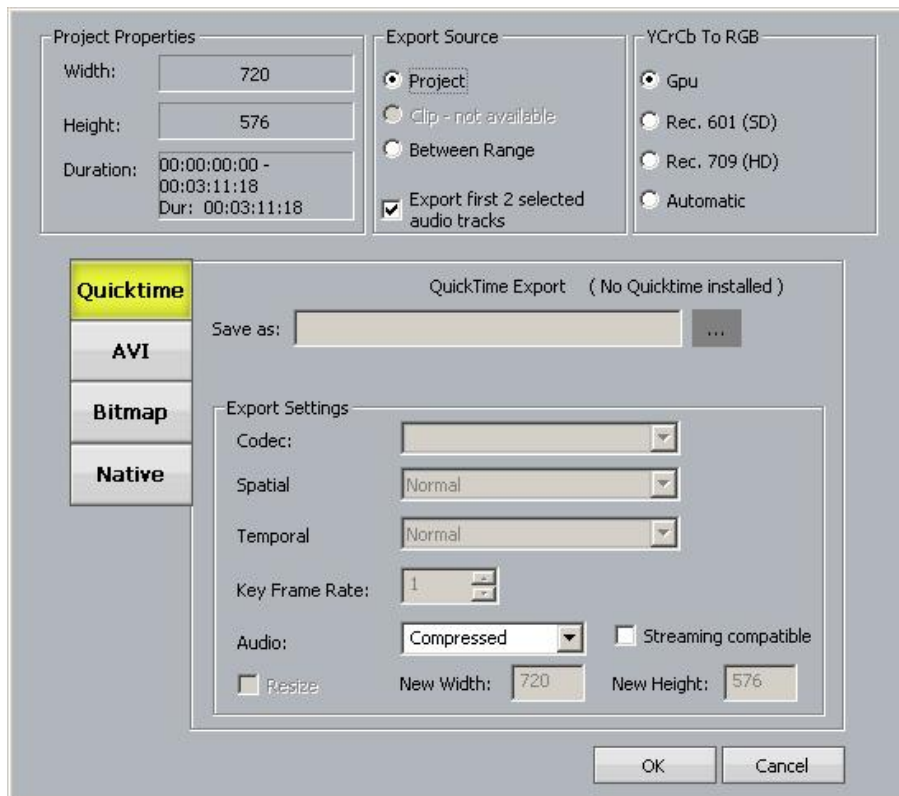 Project Properties
Width:
720
Height:
576
Duration:
00:00:00:00 -
00:03:11:18
Dur: 00:03:11:18
Export Source
Project
Clip - not available
Between Range
Export first 2 selected
audio tracks
YCrCb To RGB
Gpu
Rec. 601 (SD)
Rec. 709 (HD)
Automatic
Quicktime
AVI
Bitmap
Native
QuickTime Export ( No Quicktime installed )
Save as:
...
Export Settings
Codec:
Spatial
Normal
Temporal
Normal
Key Frame Rate:
1
Audio:
Compressed
Streaming compatible
Resize
New Width:
720
New Height:
576
OK
Cancel